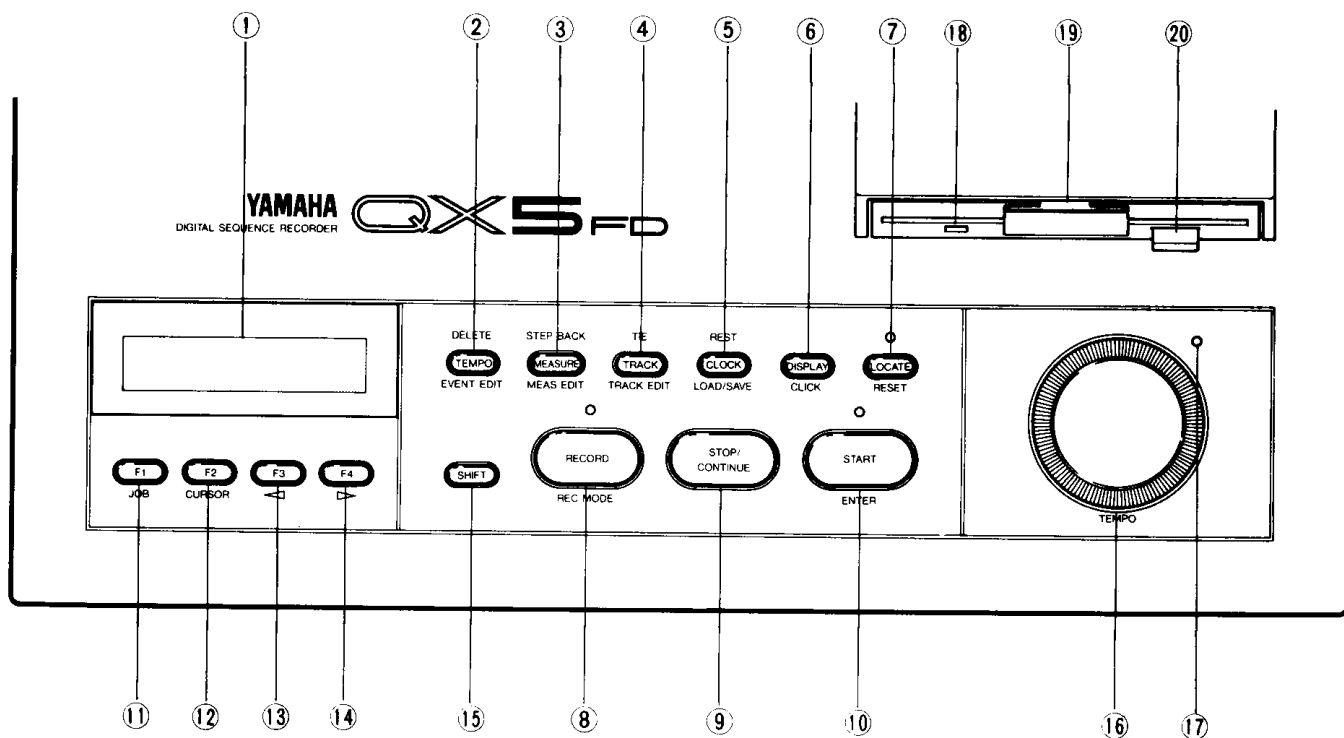 ① ② ③ ④ ⑤ ⑥ ⑦ ⑱ ⑲ ⑳
YAMAHA QX5FD
DIGITAL SEQUENCE RECORDER
DELETE STEP BACK TIE REST
TEMPO MEASURE TRACK CLOCK DISPLAY LOCATE
EVENT EDIT MEAS EDIT TRACK EDIT LOAD/SAVE CLICK RESET
F1 F2 F3 F4 SHIFT RECORD STOP/ START
CONTINUE
JOB CURSOR ◁ ▷ REC MODE ENTER
TEMPO
⑪ ⑫ ⑬ ⑭ ⑮ ⑧ ⑨ ⑩ ⑯ ⑰